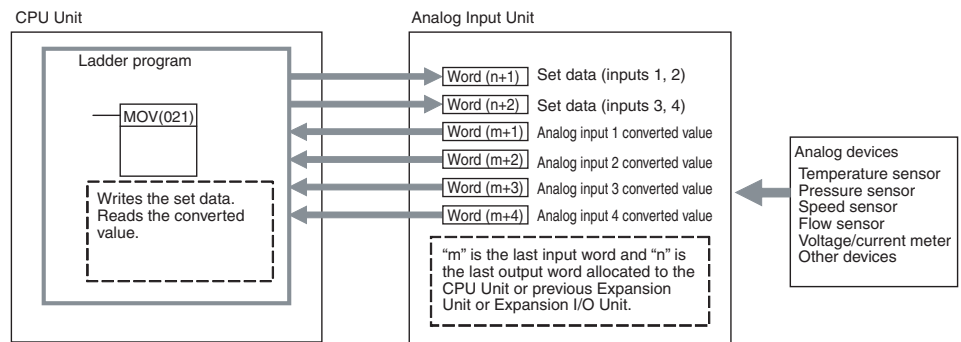 CPU Unit
Analog Input Unit
Ladder program
MOV(021)
Writes the set data.
Reads the converted
value.
Word (n+1) Set data (inputs 1, 2)
Word (n+2) Set data (inputs 3, 4)
Word (m+1) Analog input 1 converted value
Word (m+2) Analog input 2 converted value
Word (m+3) Analog input 3 converted value
Word (m+4) Analog input 4 converted value
“m” is the last input word and “n” is
the last output word allocated to the
CPU Unit or previous Expansion
Unit or Expansion I/O Unit.
Analog devices
Temperature sensor
Pressure sensor
Speed sensor
Flow sensor
Voltage/current meter
Other devices